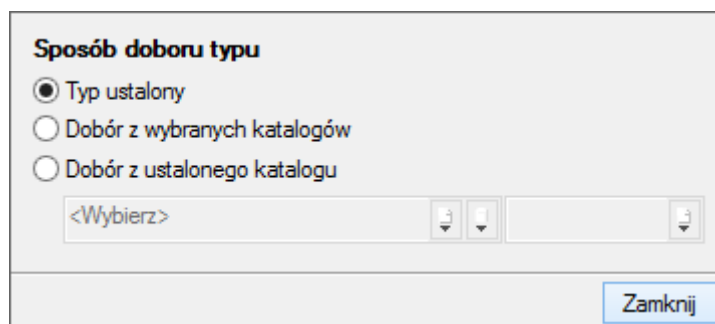 Sposób doboru typu
Typ ustalony
Dobór z wybranych katalogów
Dobór z ustalonego katalogu
<Wybierz>
Zamknij